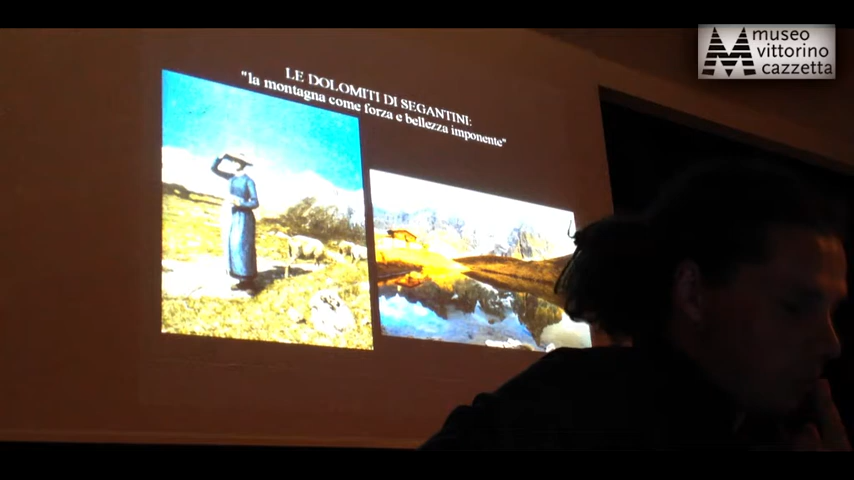 museo
vittorino
cazzetta
LE DOLOMITI DI SEGANTINI:
"la montagna come forza e bellezza imponente"